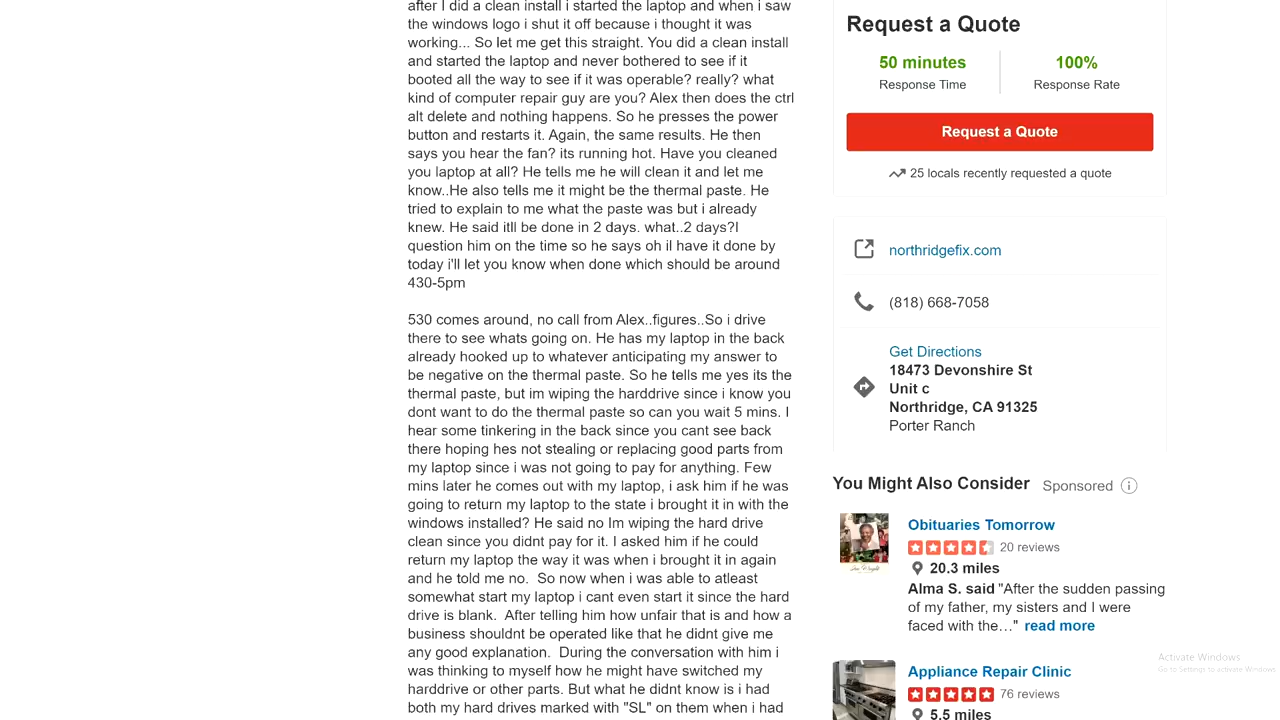 after I did a clean install i started the laptop and when i saw
the windows logo i shut it off because i thought it was
working... So let me get this straight. You did a clean install
and started the laptop and never bothered to see if it
booted all the way to see if it was operable? really? what
kind of computer repair guy are you? Alex then does the ctrl
alt delete and nothing happens. So he presses the power
button and restarts it. Again, the same results. He then
says you hear the fan? its running hot. Have you cleaned
you laptop at all? He tells me he will clean it and let me
know..He also tells me it might be the thermal paste. He
tried to explain to me what the paste was but i already
knew. He said itll be done in 2 days. what..2 days?I
question him on the time so he says oh il have it done by
today i'll let you know when done which should be around
430-5pm
530 comes around, no call from Alex..figures..So i drive
there to see whats going on. He has my laptop in the back
already hooked up to whatever anticipating my answer to
be negative on the thermal paste. So he tells me yes its the
thermal paste, but im wiping the harddrive since i know you
dont want to do the thermal paste so can you wait 5 mins. I
hear some tinkering in the back since you cant see back
there hoping hes not stealing or replacing good parts from
my laptop since i was not going to pay for anything. Few
mins later he comes out with my laptop, i ask him if he was
going to return my laptop to the state i brought it in with the
windows installed? He said no Im wiping the hard drive
clean since you didnt pay for it. I asked him if he could
return my laptop the way it was when i brought it in again
and he told me no.  So now when i was able to atleast
somewhat start my laptop i cant even start it since the hard
drive is blank.  After telling him how unfair that is and how a
business shouldnt be operated like that he didnt give me
any good explanation.  During the conversation with him i
was thinking to myself how he might have switched my
harddrive or other parts. But what he didnt know is i had
both my hard drives marked with "SL" on them when i had
Request a Quote
50 minutes
Response Time
100%
Response Rate
Request a Quote
25 locals recently requested a quote
northridgefix.com
(818) 668-7058
Get Directions
18473 Devonshire St
Unit c
Northridge, CA 91325
Porter Ranch
You Might Also Consider Sponsored
Obituaries Tomorrow
20 reviews
20.3 miles
Alma S. said "After the sudden passing
of my father, my sisters and I were
faced with the…" read more
Appliance Repair Clinic
76 reviews
5.5 miles
Activate Windows
Go to Settings to activate Windows